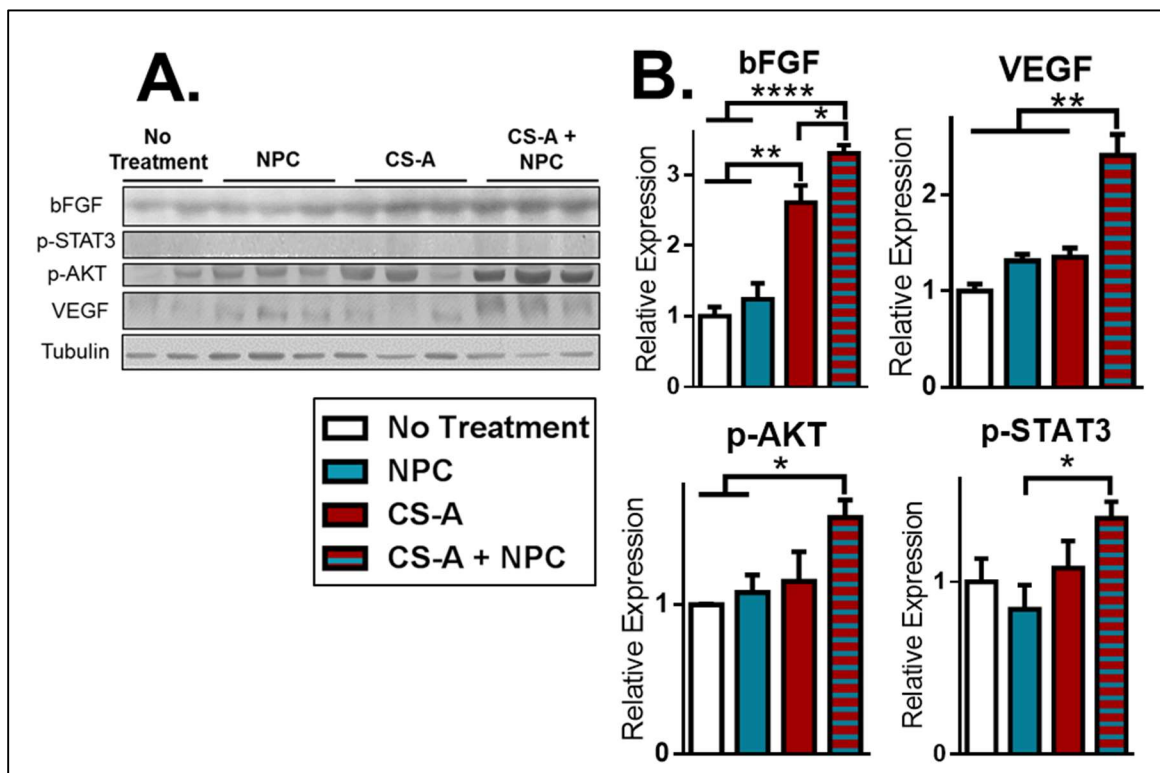 A.
No
Treatment
NPC
CS-A
CS-A +
NPC
bFGF
p-STAT3
p-AKT
VEGF
Tubulin
No Treatment
NPC
CS-A
CS-A + NPC
B.
bFGF
****
*
**
Relative Expression
3
2
1
0
VEGF
**
Relative Expression
2
1
0
p-AKT
*
Relative Expression
1
0
p-STAT3
*
Relative Expression
1
0